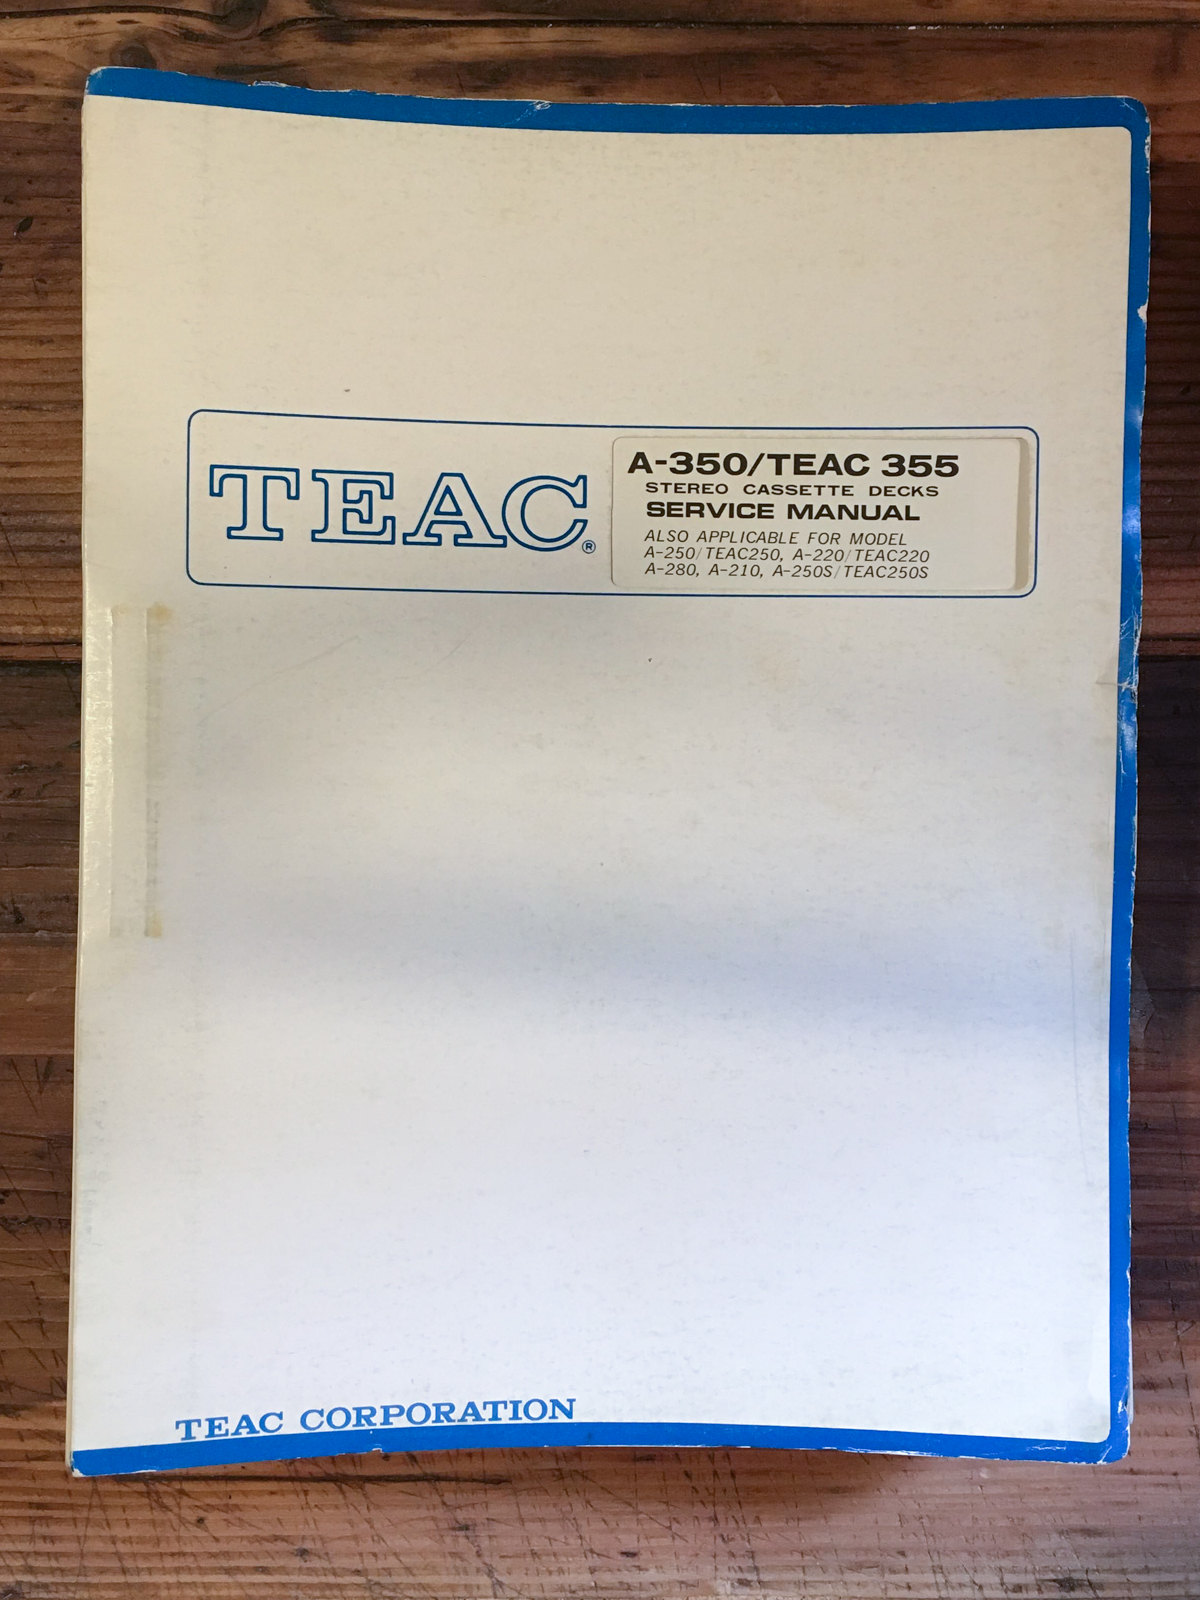 TEAC®
A-350/TEAC 355
STEREO CASSETTE DECKS
SERVICE MANUAL
ALSO APPLICABLE FOR MODEL
A-250/TEAC250, A-220/TEAC220
A-280, A-210, A-250S/TEAC250S
TEAC CORPORATION